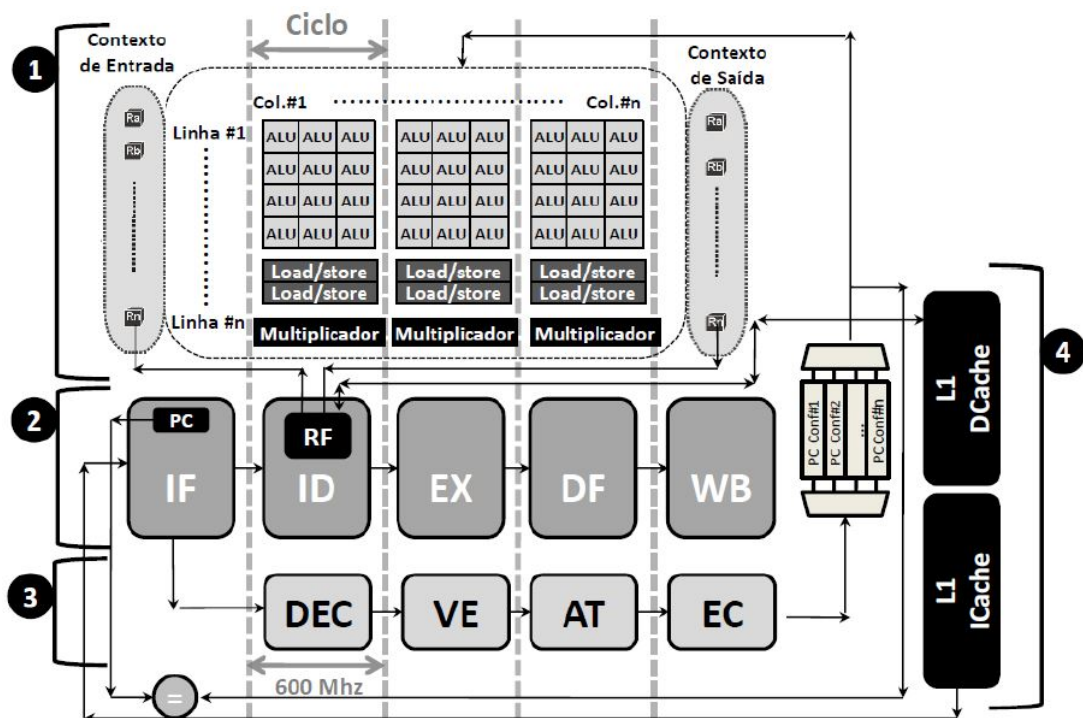 1
Contexto
de Entrada
Ciclo
Contexto
de Saída
Ra
Rb
Rn
Linha #1
Linha #n
Col.#1
Col.#n
ALU ALU ALU ALU ALU ALU ALU ALU ALU
ALU ALU ALU ALU ALU ALU ALU ALU ALU
ALU ALU ALU ALU ALU ALU ALU ALU ALU
ALU ALU ALU ALU ALU ALU ALU ALU ALU
Load/store Load/store Load/store
Load/store Load/store Load/store
Multiplicador Multiplicador Multiplicador
Ra
Rb
Rn
2
PC
IF
RF
ID
EX
DF
WB
PC Conf#1
PC Conf#2
...
PC Conf#n
L1
DCache
L1
ICache
4
3
DEC
VE
AT
EC
600 Mhz
=